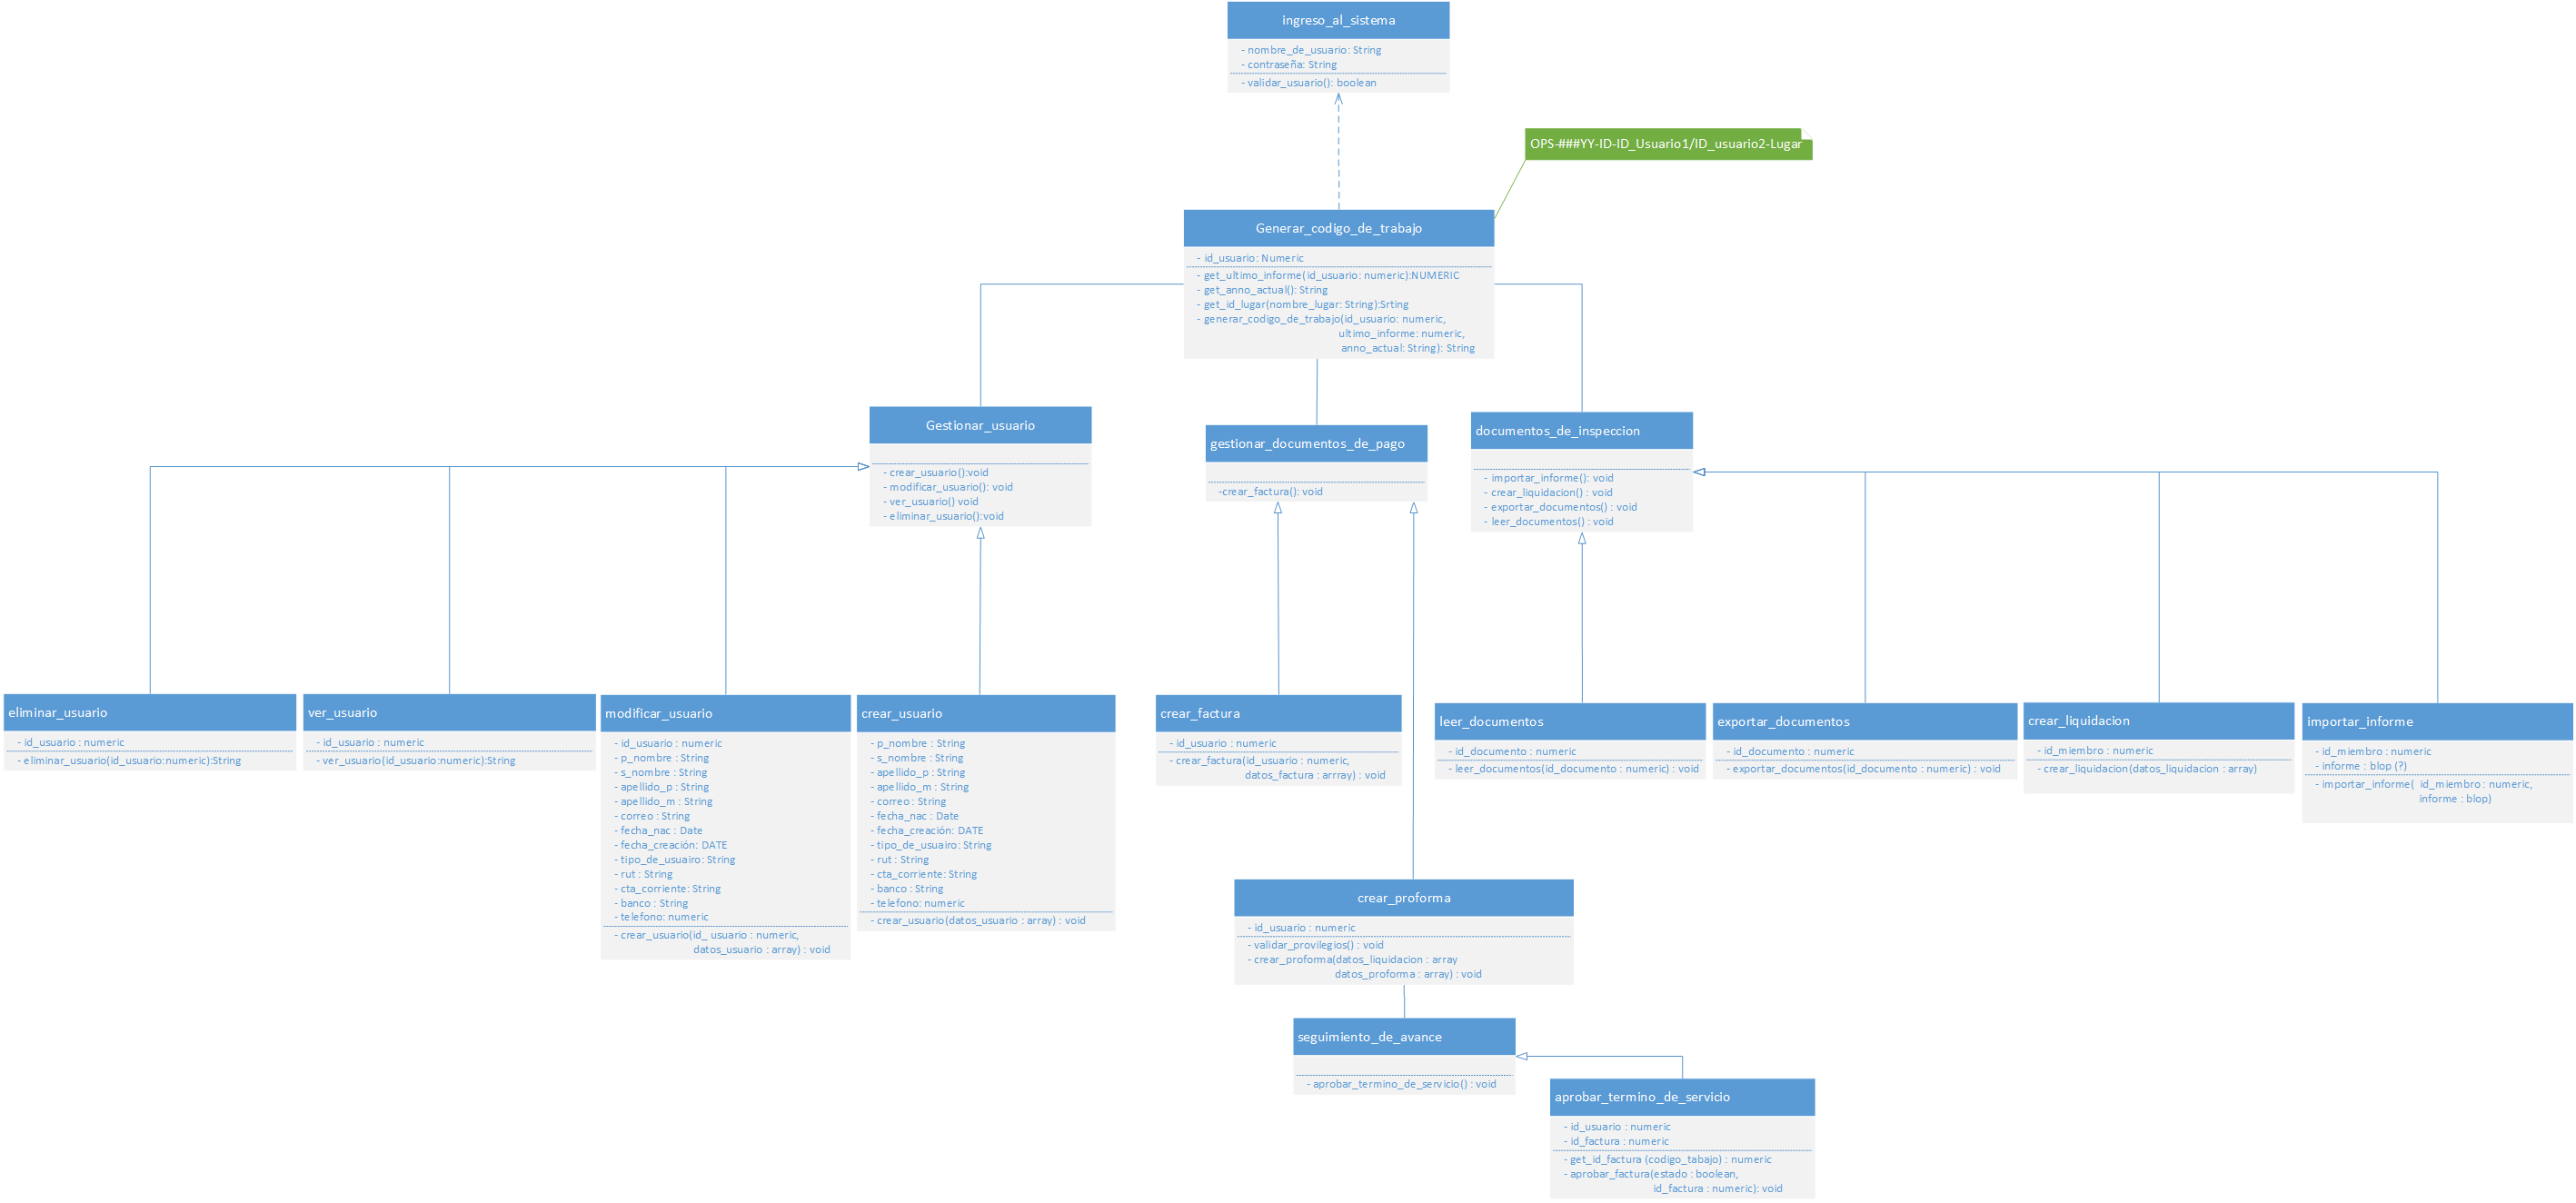 ingreso_al_sistema
- nombre_de_usuario: String
- contraseña: String
- validar_usuario(): boolean
OPS-###YY-ID-ID_Usuario1/ID_usuario2-Lugar
Generar_codigo_de_trabajo
- id_usuario: Numeric
- get_ultimo_informe(id_usuario: numeric):NUMERIC
- get_anno_actual(): String
- get_id_lugar(nombre_lugar: String):Srting
- generar_codigo_de_trabajo(id_usuario: numeric,
ultimo_informe: numeric,
anno_actual: String): String
Gestionar_usuario
- crear_usuario():void
- modificar_usuario(): void
- ver_usuario() void
- eliminar_usuario():void
gestionar_documentos_de_pago
-crear_factura(): void
documentos_de_inspeccion
- importar_informe(): void
- crear_liquidacion() : void
- exportar_documentos() : void
- leer_documentos() : void
eliminar_usuario
- id_usuario : numeric
- eliminar_usuario(id_usuario:numeric):String
ver_usuario
- id_usuario : numeric
- ver_usuario(id_usuario:numeric):String
modificar_usuario
- id_usuario : numeric
- p_nombre : String
- s_nombre : String
- apellido_p : String
- apellido_m : String
- correo : String
- fecha_nac : Date
- fecha_creación: DATE
- tipo_de_usuairo: String
- rut : String
- cta_corriente: String
- banco : String
- telefono: numeric
- crear_usuario(id_ usuario : numeric,
datos_usuario : array) : void
crear_usuario
- p_nombre : String
- s_nombre : String
- apellido_p : String
- apellido_m : String
- correo : String
- fecha_nac : Date
- fecha_creación: DATE
- tipo_de_usuairo: String
- rut : String
- cta_corriente: String
- banco : String
- telefono: numeric
- crear_usuario(datos_usuario : array) : void
crear_factura
- id_usuario : numeric
- crear_factura(id_usuario : numeric,
datos_factura : arrray) : void
leer_documentos
- id_documento : numeric
- leer_documentos(id_documento : numeric) : void
exportar_documentos
- id_documento : numeric
- exportar_documentos(id_documento : numeric) : void
crear_liquidacion
- id_miembro : numeric
- crear_liquidacion(datos_liquidacion : array)
importar_informe
- id_miembro : numeric
- informe : blop (?)
- importar_informe( id_miembro : numeric,
informe : blop)
crear_proforma
- id_usuario : numeric
- validar_provilegios() : void
- crear_proforma(datos_liquidacion : array
datos_proforma : array) : void
seguimiento_de_avance
- aprobar_termino_de_servicio() : void
aprobar_termino_de_servicio
- id_usuario : numeric
- id_factura : numeric
- get_id_factura (codigo_tabajo) : numeric
- aprobar_factura(estado : boolean,
id_factura : numeric): void